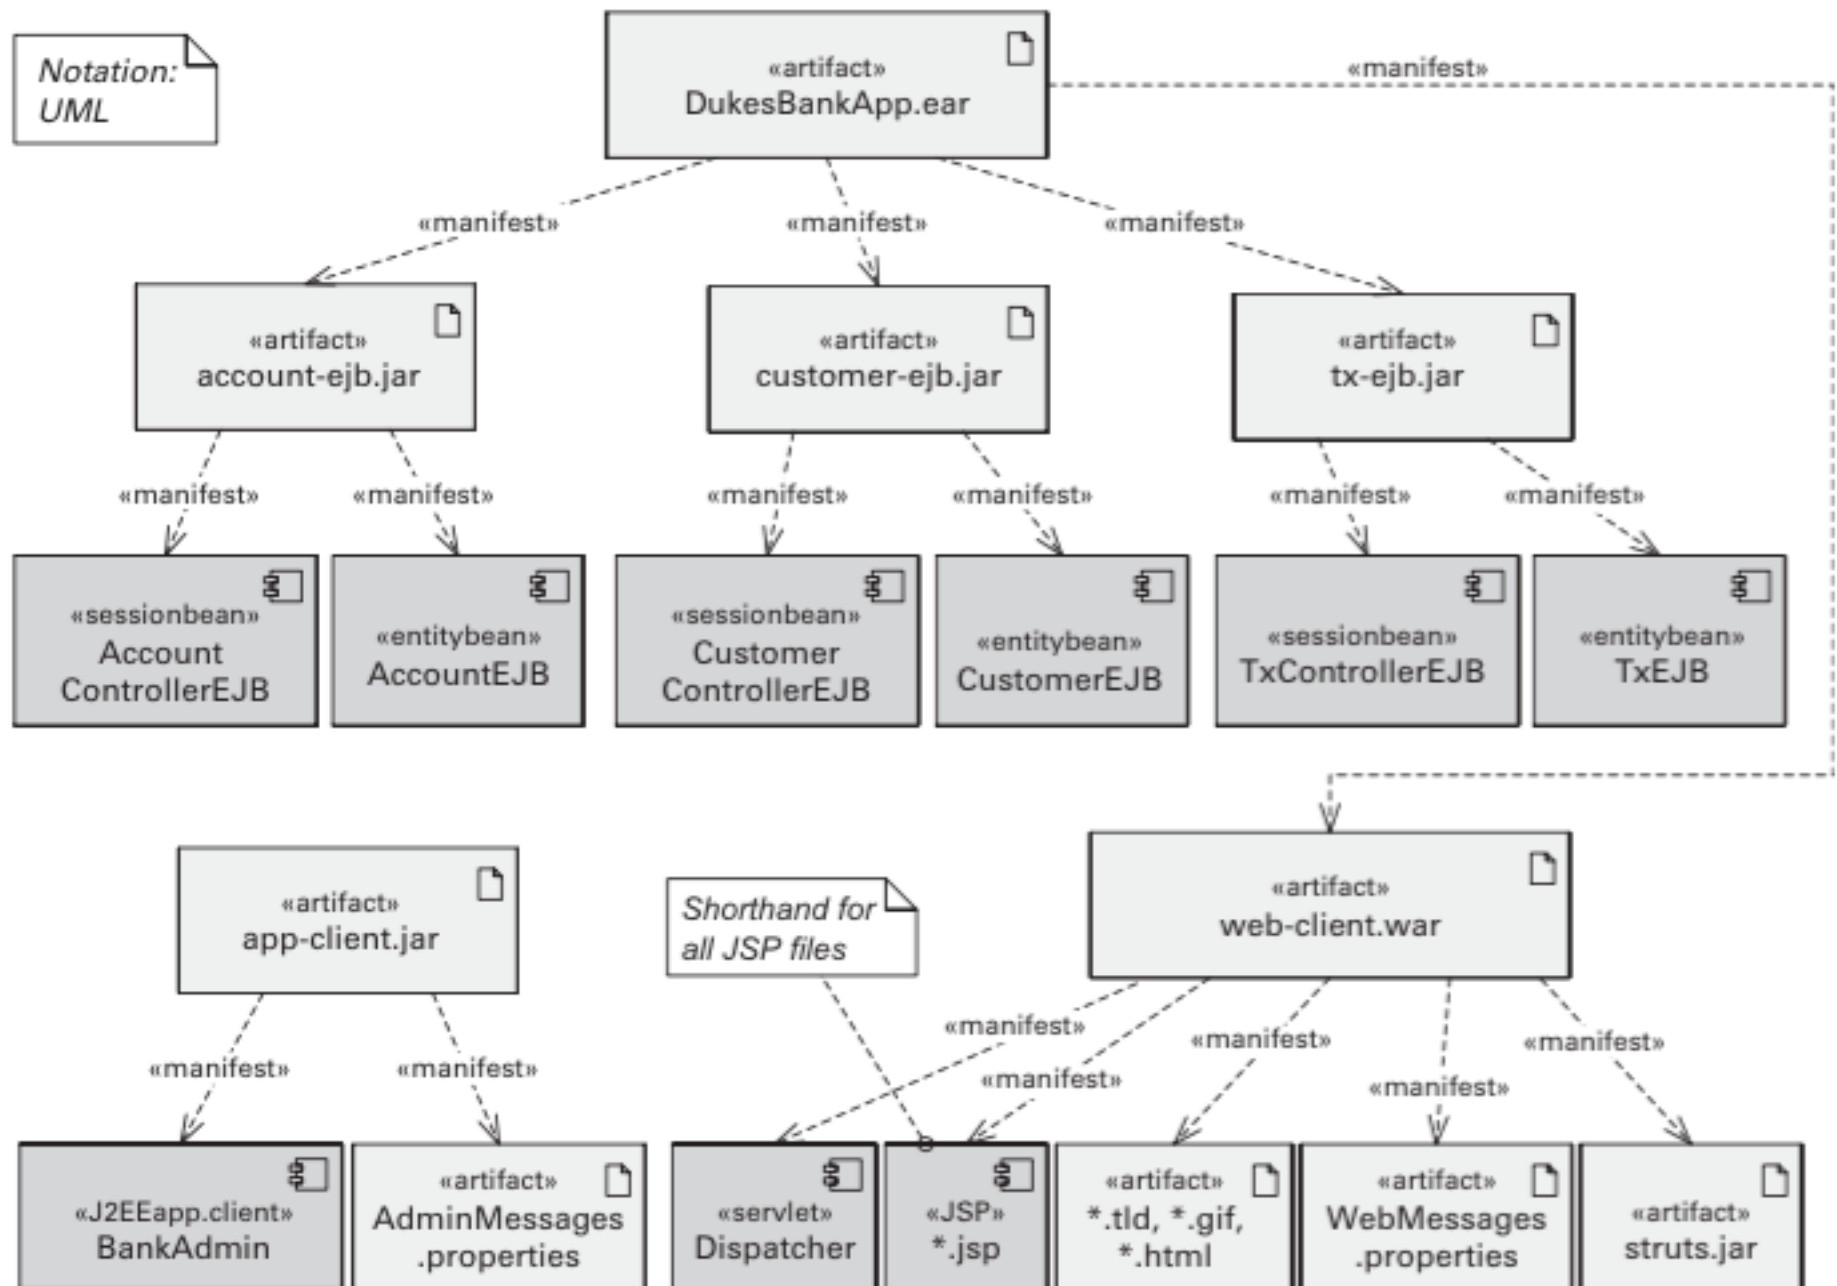 Notation:
UML
«artifact»
DukesBankApp.ear
«manifest»
«manifest»
«manifest»
«manifest»
«artifact»
account-ejb.jar
«artifact»
customer-ejb.jar
«artifact»
tx-ejb.jar
«manifest»
«manifest»
«manifest»
«manifest»
«manifest»
«manifest»
«sessionbean»
Account
ControllerEJB
«entitybean»
AccountEJB
«sessionbean»
Customer
ControllerEJB
«entitybean»
CustomerEJB
«sessionbean»
TxControllerEJB
«entitybean»
TxEJB
«artifact»
app-client.jar
Shorthand for
all JSP files
«artifact»
web-client.war
«manifest»
«manifest»
«manifest»
«manifest»
«manifest»
«manifest»
«manifest»
«J2EEapp.client»
BankAdmin
«artifact»
AdminMessages
.properties
«servlet»
Dispatcher
«JSP»
*.jsp
«artifact»
*.tld, *.gif,
*.html
«artifact»
WebMessages
.properties
«artifact»
struts.jar